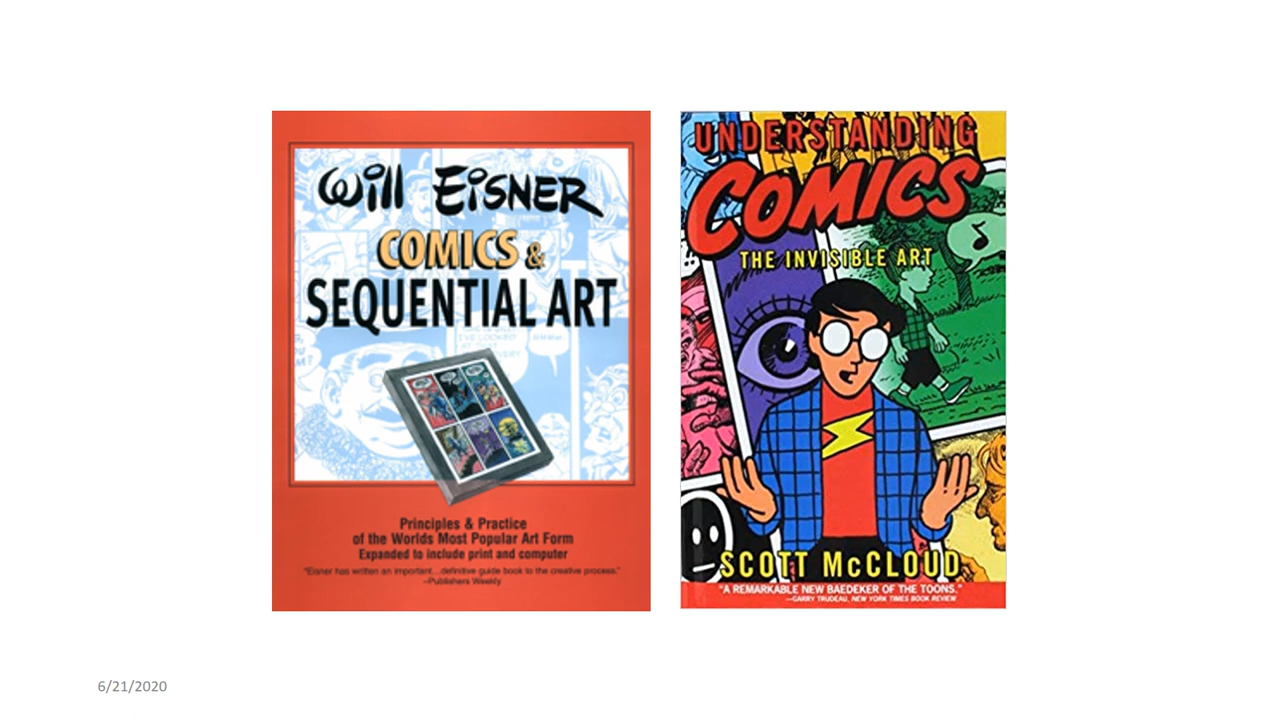 Will EISNER
COMICS &
SEQUENTIAL ART
Principles & Practice
of the Worlds Most Popular Art Form
Expanded to include print and computer
"Eisner has written an important...definitive guide book to the creative process."
–Publishers Weekly
UNDERSTANDING
COMICS
THE INVISIBLE ART
SCOTT McCLOUD
"A REMARKABLE NEW BAEDEKER OF THE TOONS."
—GARRY TRUDEAU, NEW YORK TIMES BOOK REVIEW
6/21/2020